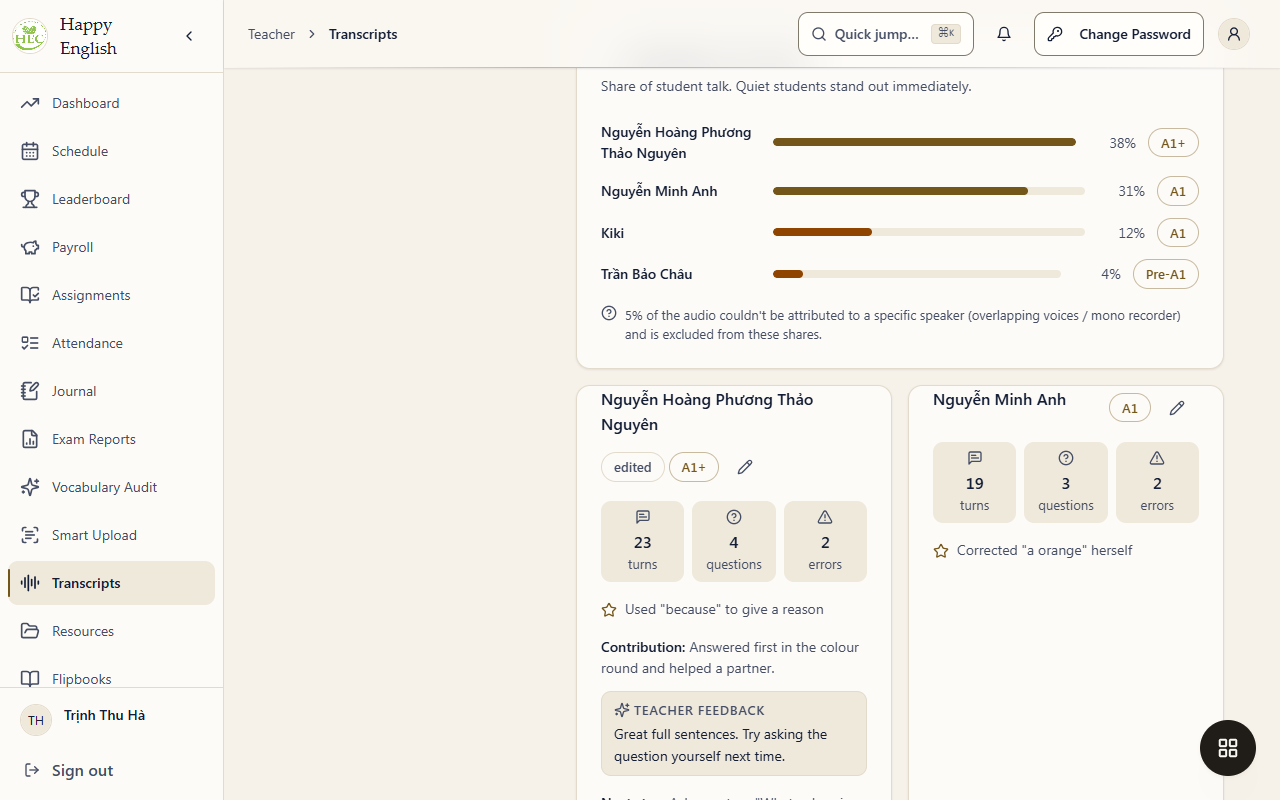 HEC
Happy
English
Teacher
Transcripts
Quick jump...
⌘K
Change Password
Dashboard
Schedule
Leaderboard
Payroll
Assignments
Attendance
Journal
Exam Reports
Vocabulary Audit
Smart Upload
Transcripts
Resources
Flipbooks
TH
Trịnh Thu Hà
Sign out
Share of student talk. Quiet students stand out immediately.
Nguyễn Hoàng Phương
Thảo Nguyên
38%
A1+
Nguyễn Minh Anh
31%
A1
Kiki
12%
A1
Trần Bảo Châu
4%
Pre-A1
5% of the audio couldn't be attributed to a specific speaker (overlapping voices / mono recorder)
and is excluded from these shares.
Nguyễn Hoàng Phương Thảo
Nguyên
edited
A1+
23
turns
4
questions
2
errors
Used "because" to give a reason
Contribution: Answered first in the colour
round and helped a partner.
TEACHER FEEDBACK
Great full sentences. Try asking the
question yourself next time.
Nguyễn Minh Anh
A1
19
turns
3
questions
2
errors
Corrected "a orange" herself